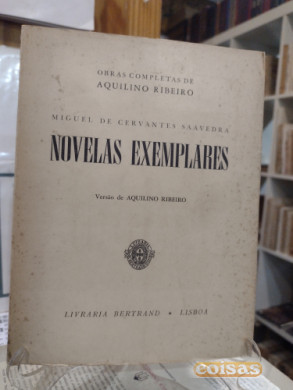 OBRAS COMPLETAS DE
AQUILINO RIBEIRO
MIGUEL DE CERVANTES SAAVEDRA
NOVELAS EXEMPLARES
Versão de AQUILINO RIBEIRO
LIVRARIA BERTRAND • LISBOA
coisas